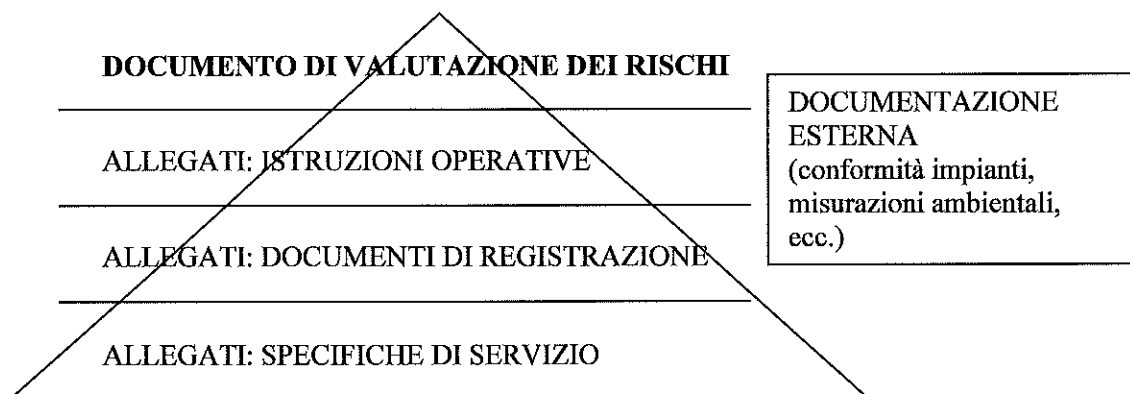 DOCUMENTO DI VALUTAZIONE DEI RISCHI
ALLEGATI: ISTRUZIONI OPERATIVE
ALLEGATI: DOCUMENTI DI REGISTRAZIONE
ALLEGATI: SPECIFICHE DI SERVIZIO
DOCUMENTAZIONE
ESTERNA
(conformità impianti,
misurazioni ambientali,
ecc.)